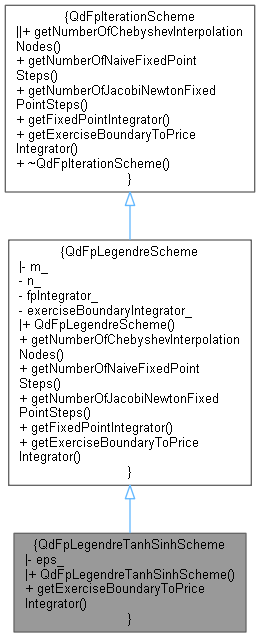 {QdFpIterationScheme
||+ getNumberOfChebyshevInterpolation
Nodes()
+ getNumberOfNaiveFixedPoint
Steps()
+ getNumberOfJacobiNewtonFixed
PointSteps()
+ getFixedPointIntegrator()
+ getExerciseBoundaryToPrice
Integrator()
+ ~QdFpIterationScheme()
}
{QdFpLegendreScheme
|- m_
- n_
- fpIntegrator_
- exerciseBoundaryIntegrator_
|+ QdFpLegendreScheme()
+ getNumberOfChebyshevInterpolation
Nodes()
+ getNumberOfNaiveFixedPoint
Steps()
+ getNumberOfJacobiNewtonFixed
PointSteps()
+ getFixedPointIntegrator()
+ getExerciseBoundaryToPrice
Integrator()
}
{QdFpLegendreTanhSinhScheme
|- eps_
|+ QdFpLegendreTanhSinhScheme()
+ getExerciseBoundaryToPrice
Integrator()
}